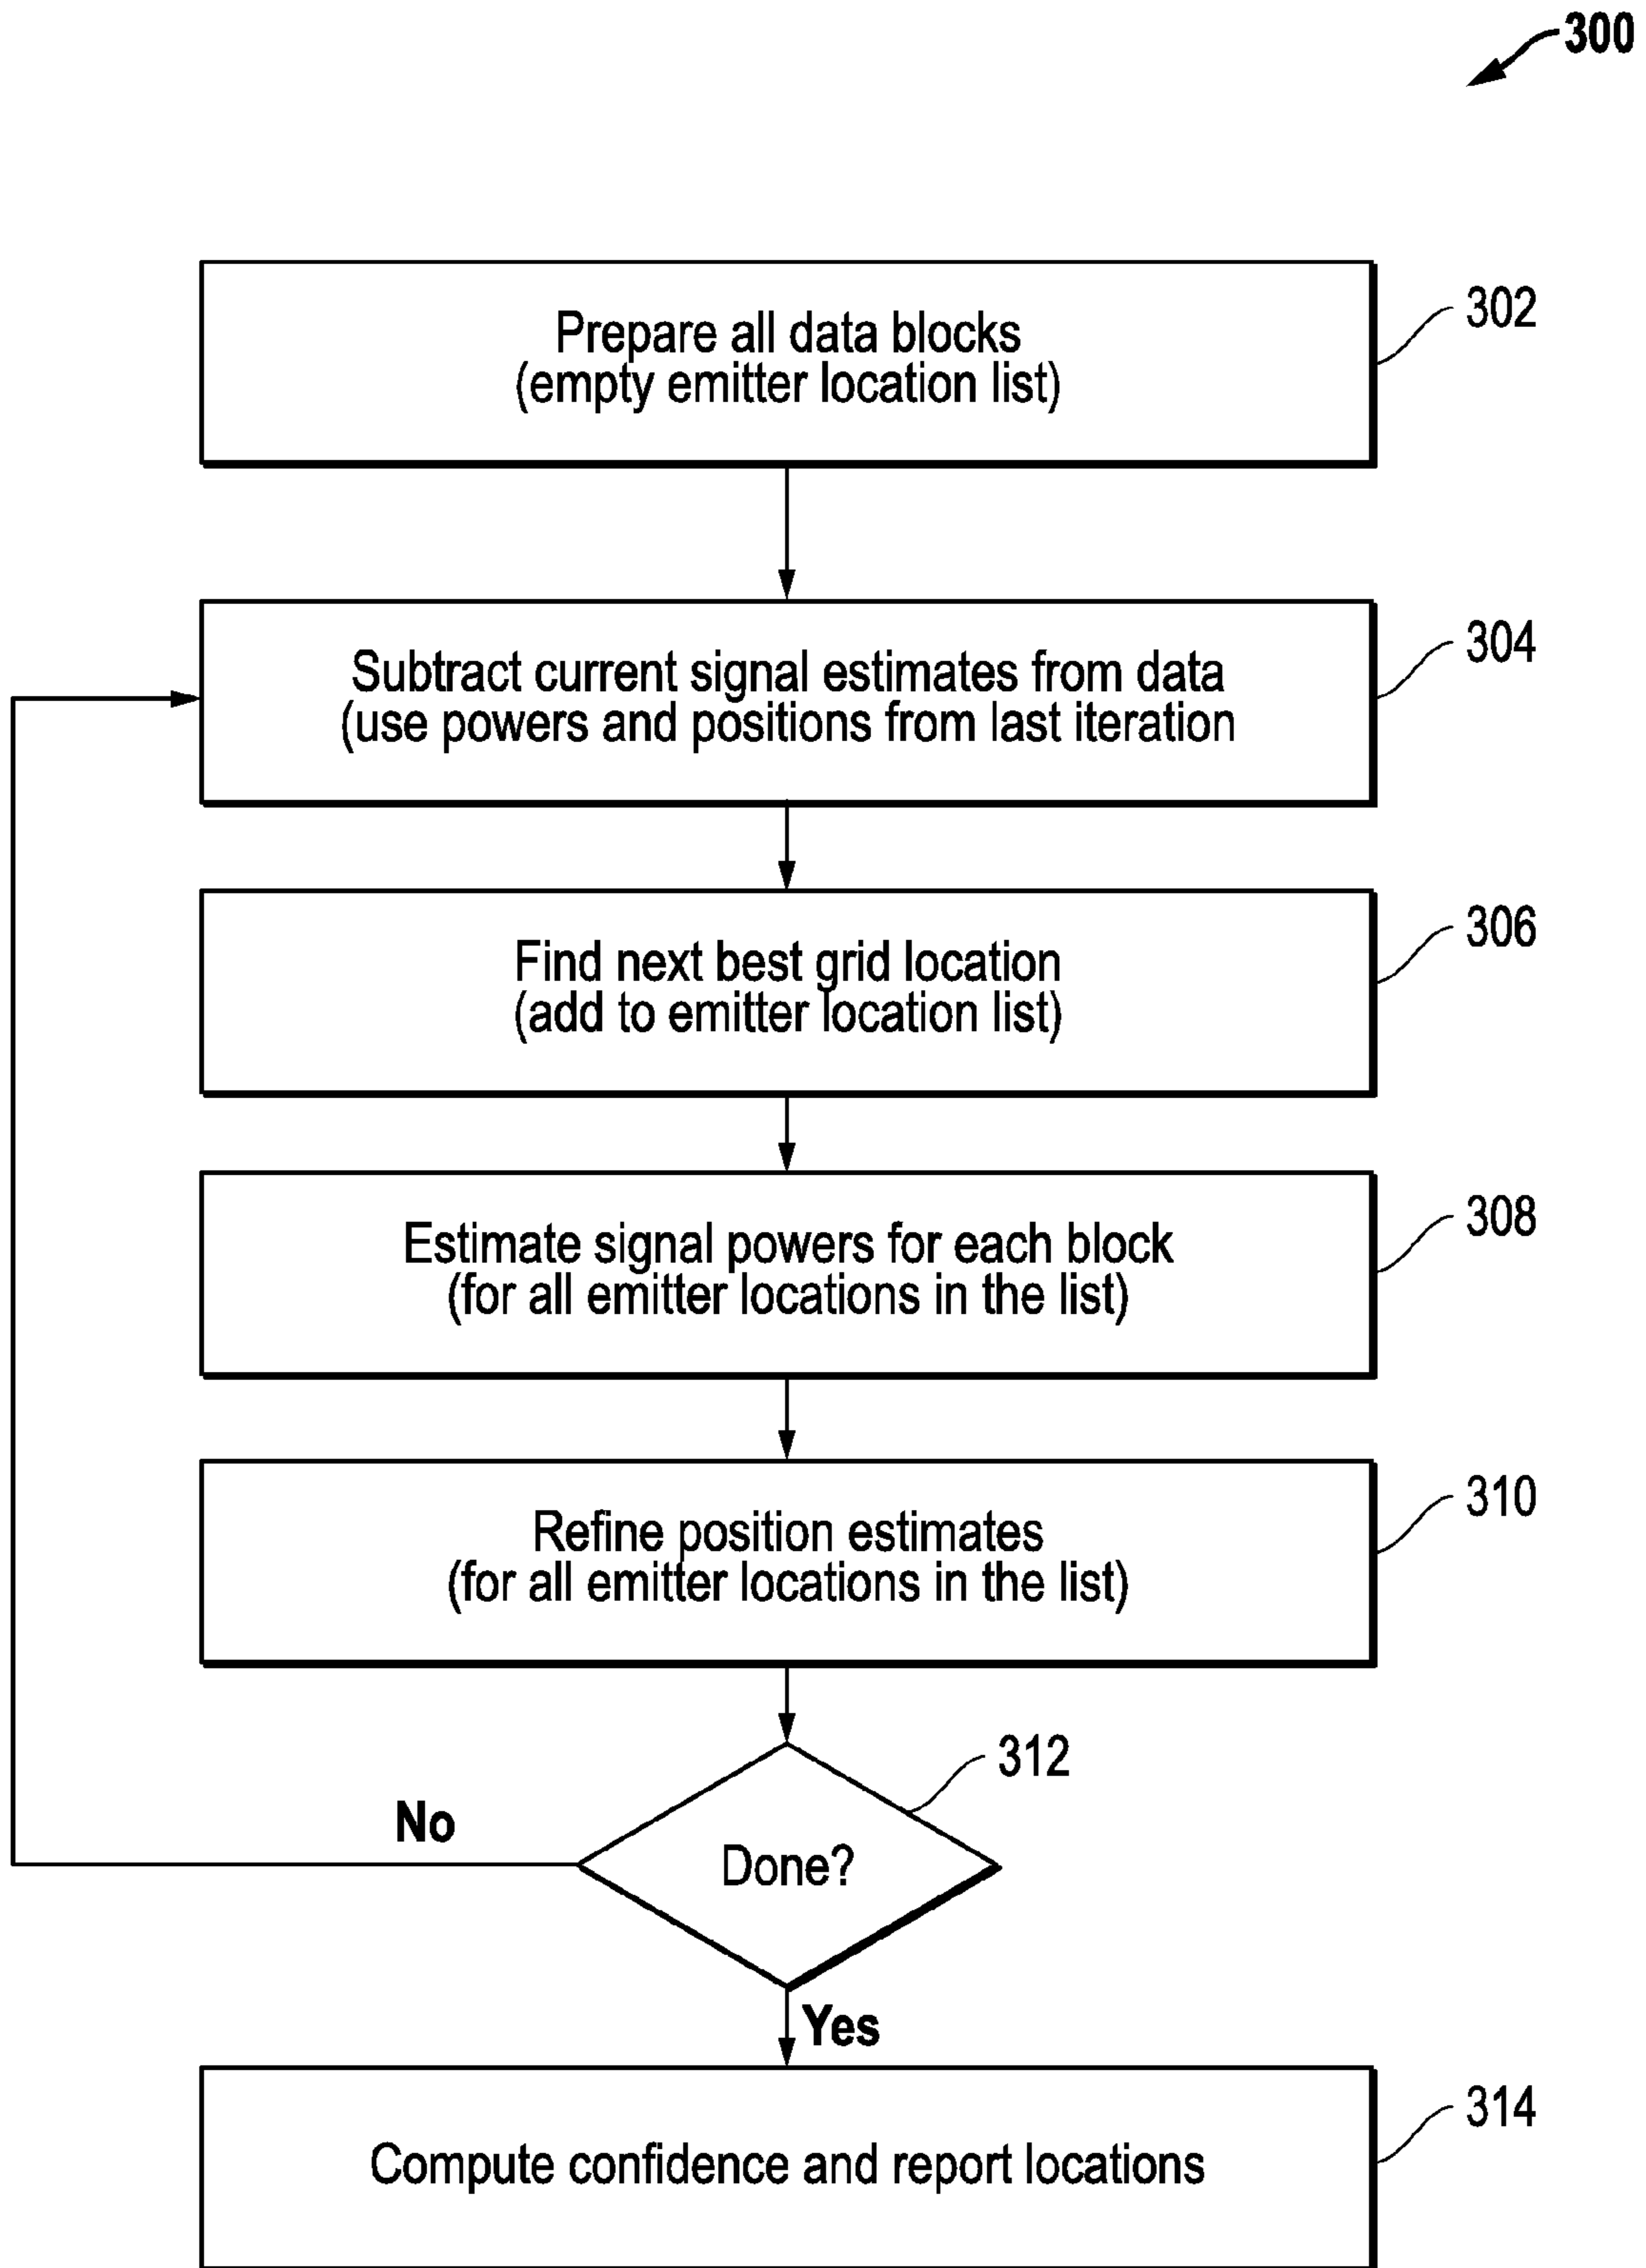 300
Prepare all data blocks
(empty emitter location list)
302
Subtract current signal estimates from data
(use powers and positions from last iteration
304
Find next best grid location
(add to emitter location list)
306
Estimate signal powers for each block
(for all emitter locations in the list)
308
Refine position estimates
(for all emitter locations in the list)
310
312
No
Done?
Yes
Compute confidence and report locations
314